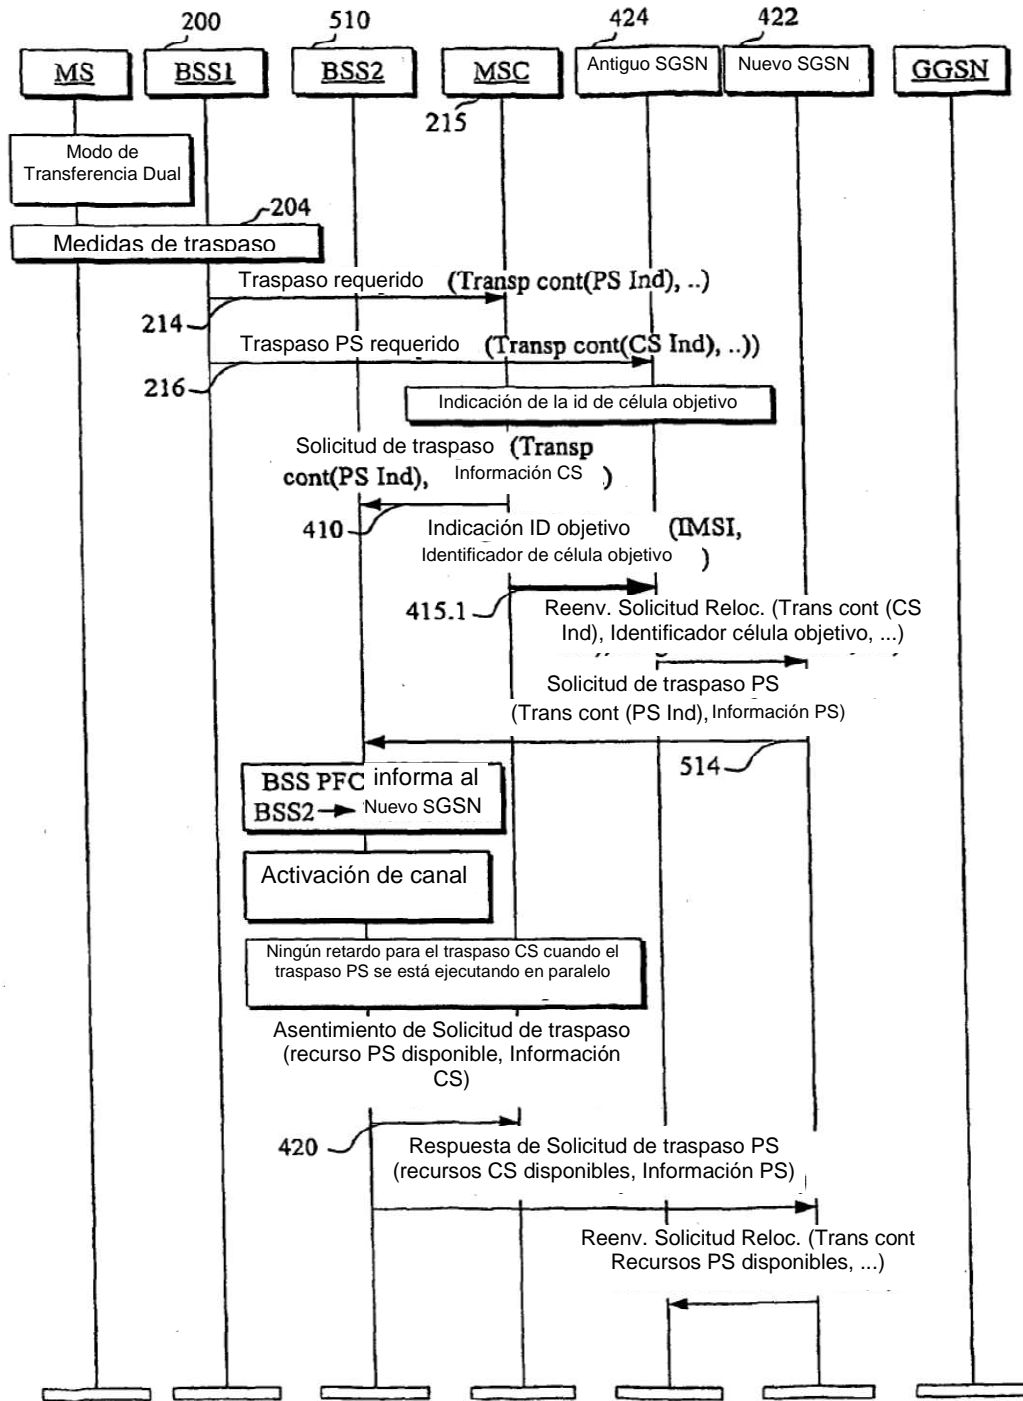 200
510
424
422
MS
BSS1
BSS2
MSC
Antiguo SGSN
Nuevo SGSN
GGSN
215
Modo de
Transferencia Dual
204
Medidas de traspaso
Traspaso requerido (Transp cont(PS Ind), ..)
214
Traspaso PS requerido (Transp cont(CS Ind), ..))
216
Indicación de la id de célula objetivo
Solicitud de traspaso (Transp
cont(PS Ind), Información CS )
410
Indicación ID objetivo (IMSI,
Identificador de célula objetivo )
415.1
Reenv. Solicitud Reloc. (Trans cont (CS
Ind), Identificador célula objetivo, ...)
Solicitud de traspaso PS
(Trans cont (PS Ind), Información PS)
514
BSS PFC informa al
BSS2 → Nuevo SGSN
Activación de canal
Ningún retardo para el traspaso CS cuando el
traspaso PS se está ejecutando en paralelo
Asentimiento de Solicitud de traspaso
(recurso PS disponible, Información
CS)
420
Respuesta de Solicitud de traspaso PS
(recursos CS disponibles, Información PS)
Reenv. Solicitud Reloc. (Trans cont
Recursos PS disponibles, ...)